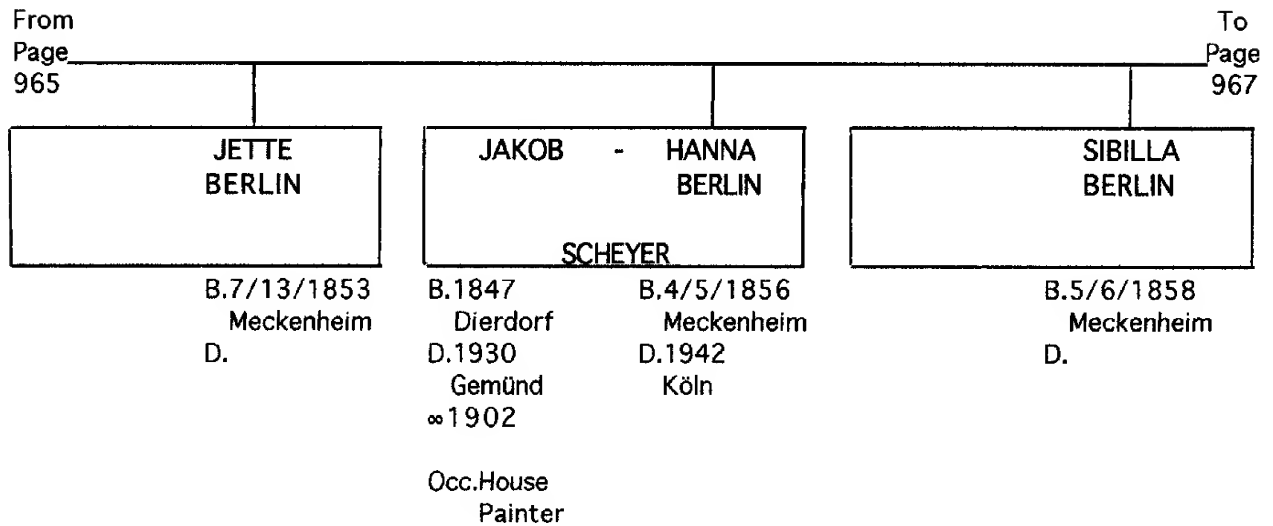 From
Page
965
To
Page
967
JETTE
BERLIN
B.7/13/1853
Meckenheim
D.
JAKOB - HANNA
BERLIN
SCHEYER
B.1847
Dierdorf
D.1930
Gemünd
∞1902
Occ.House
Painter
B.4/5/1856
Meckenheim
D.1942
Köln
SIBILLA
BERLIN
B.5/6/1858
Meckenheim
D.